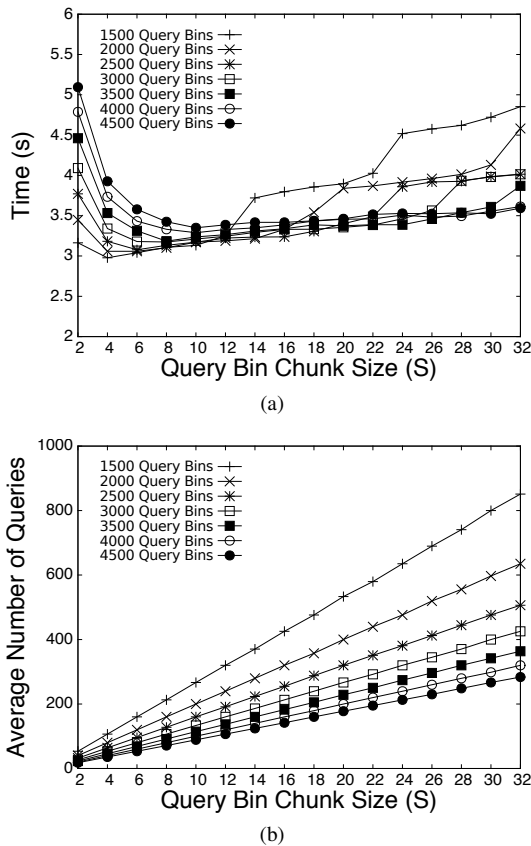 6
5.5
5
4.5
4
3.5
3
2.5
2
Time (s)
1500 Query Bins
2000 Query Bins
2500 Query Bins
3000 Query Bins
3500 Query Bins
4000 Query Bins
4500 Query Bins
2 4 6 8 10 12 14 16 18 20 22 24 26 28 30 32
Query Bin Chunk Size (S)
(a)
1000
800
600
400
200
0
Average Number of Queries
1500 Query Bins
2000 Query Bins
2500 Query Bins
3000 Query Bins
3500 Query Bins
4000 Query Bins
4500 Query Bins
2 4 6 8 10 12 14 16 18 20 22 24 26 28 30 32
Query Bin Chunk Size (S)
(b)